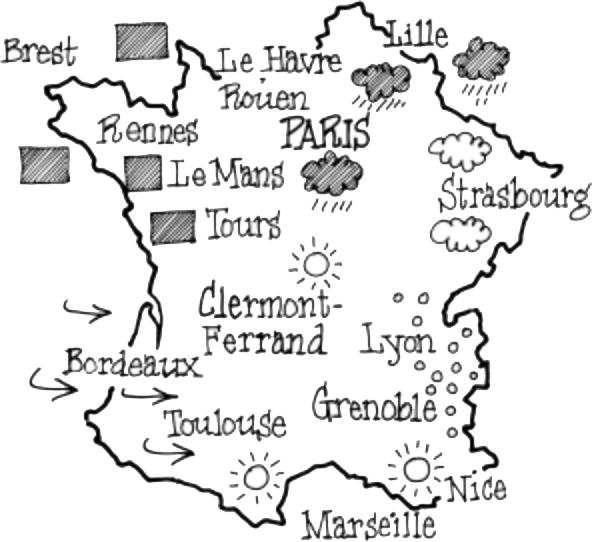 Lille
Brest
Le Havre
Rouen
Rennes
PARIS
Le Mans
Strasbourg
Tours
Clermont-
Ferrand
Lyon
Bordeaux
Grenoble
Toulouse
Nice
Marseille